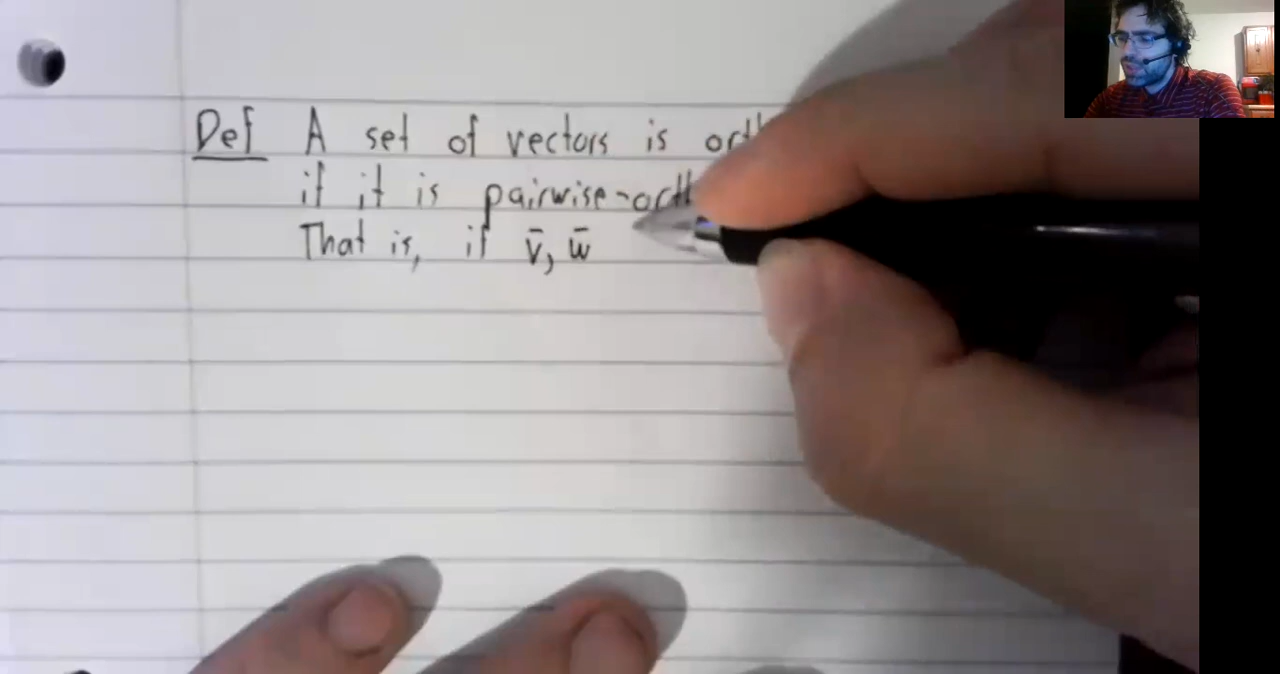 Def A set of vectors is
if it is pairwise-
That is, if v̄, w̄